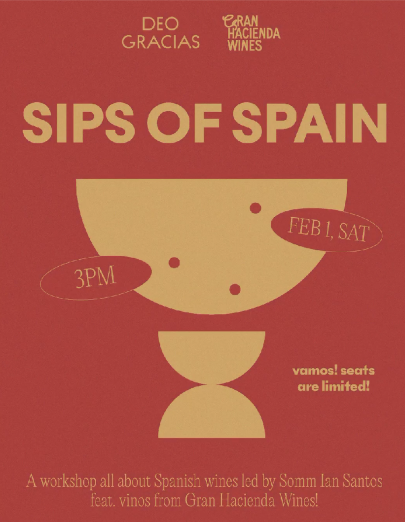 DEO
GRACIAS
GRAN
HACIENDA
WINES
SIPS OF SPAIN
FEB 1, SAT
3PM
vamos! seats
are limited!
A workshop all about Spanish wines led by Somm Ian Santos
feat. vinos from Gran Hacienda Wines!